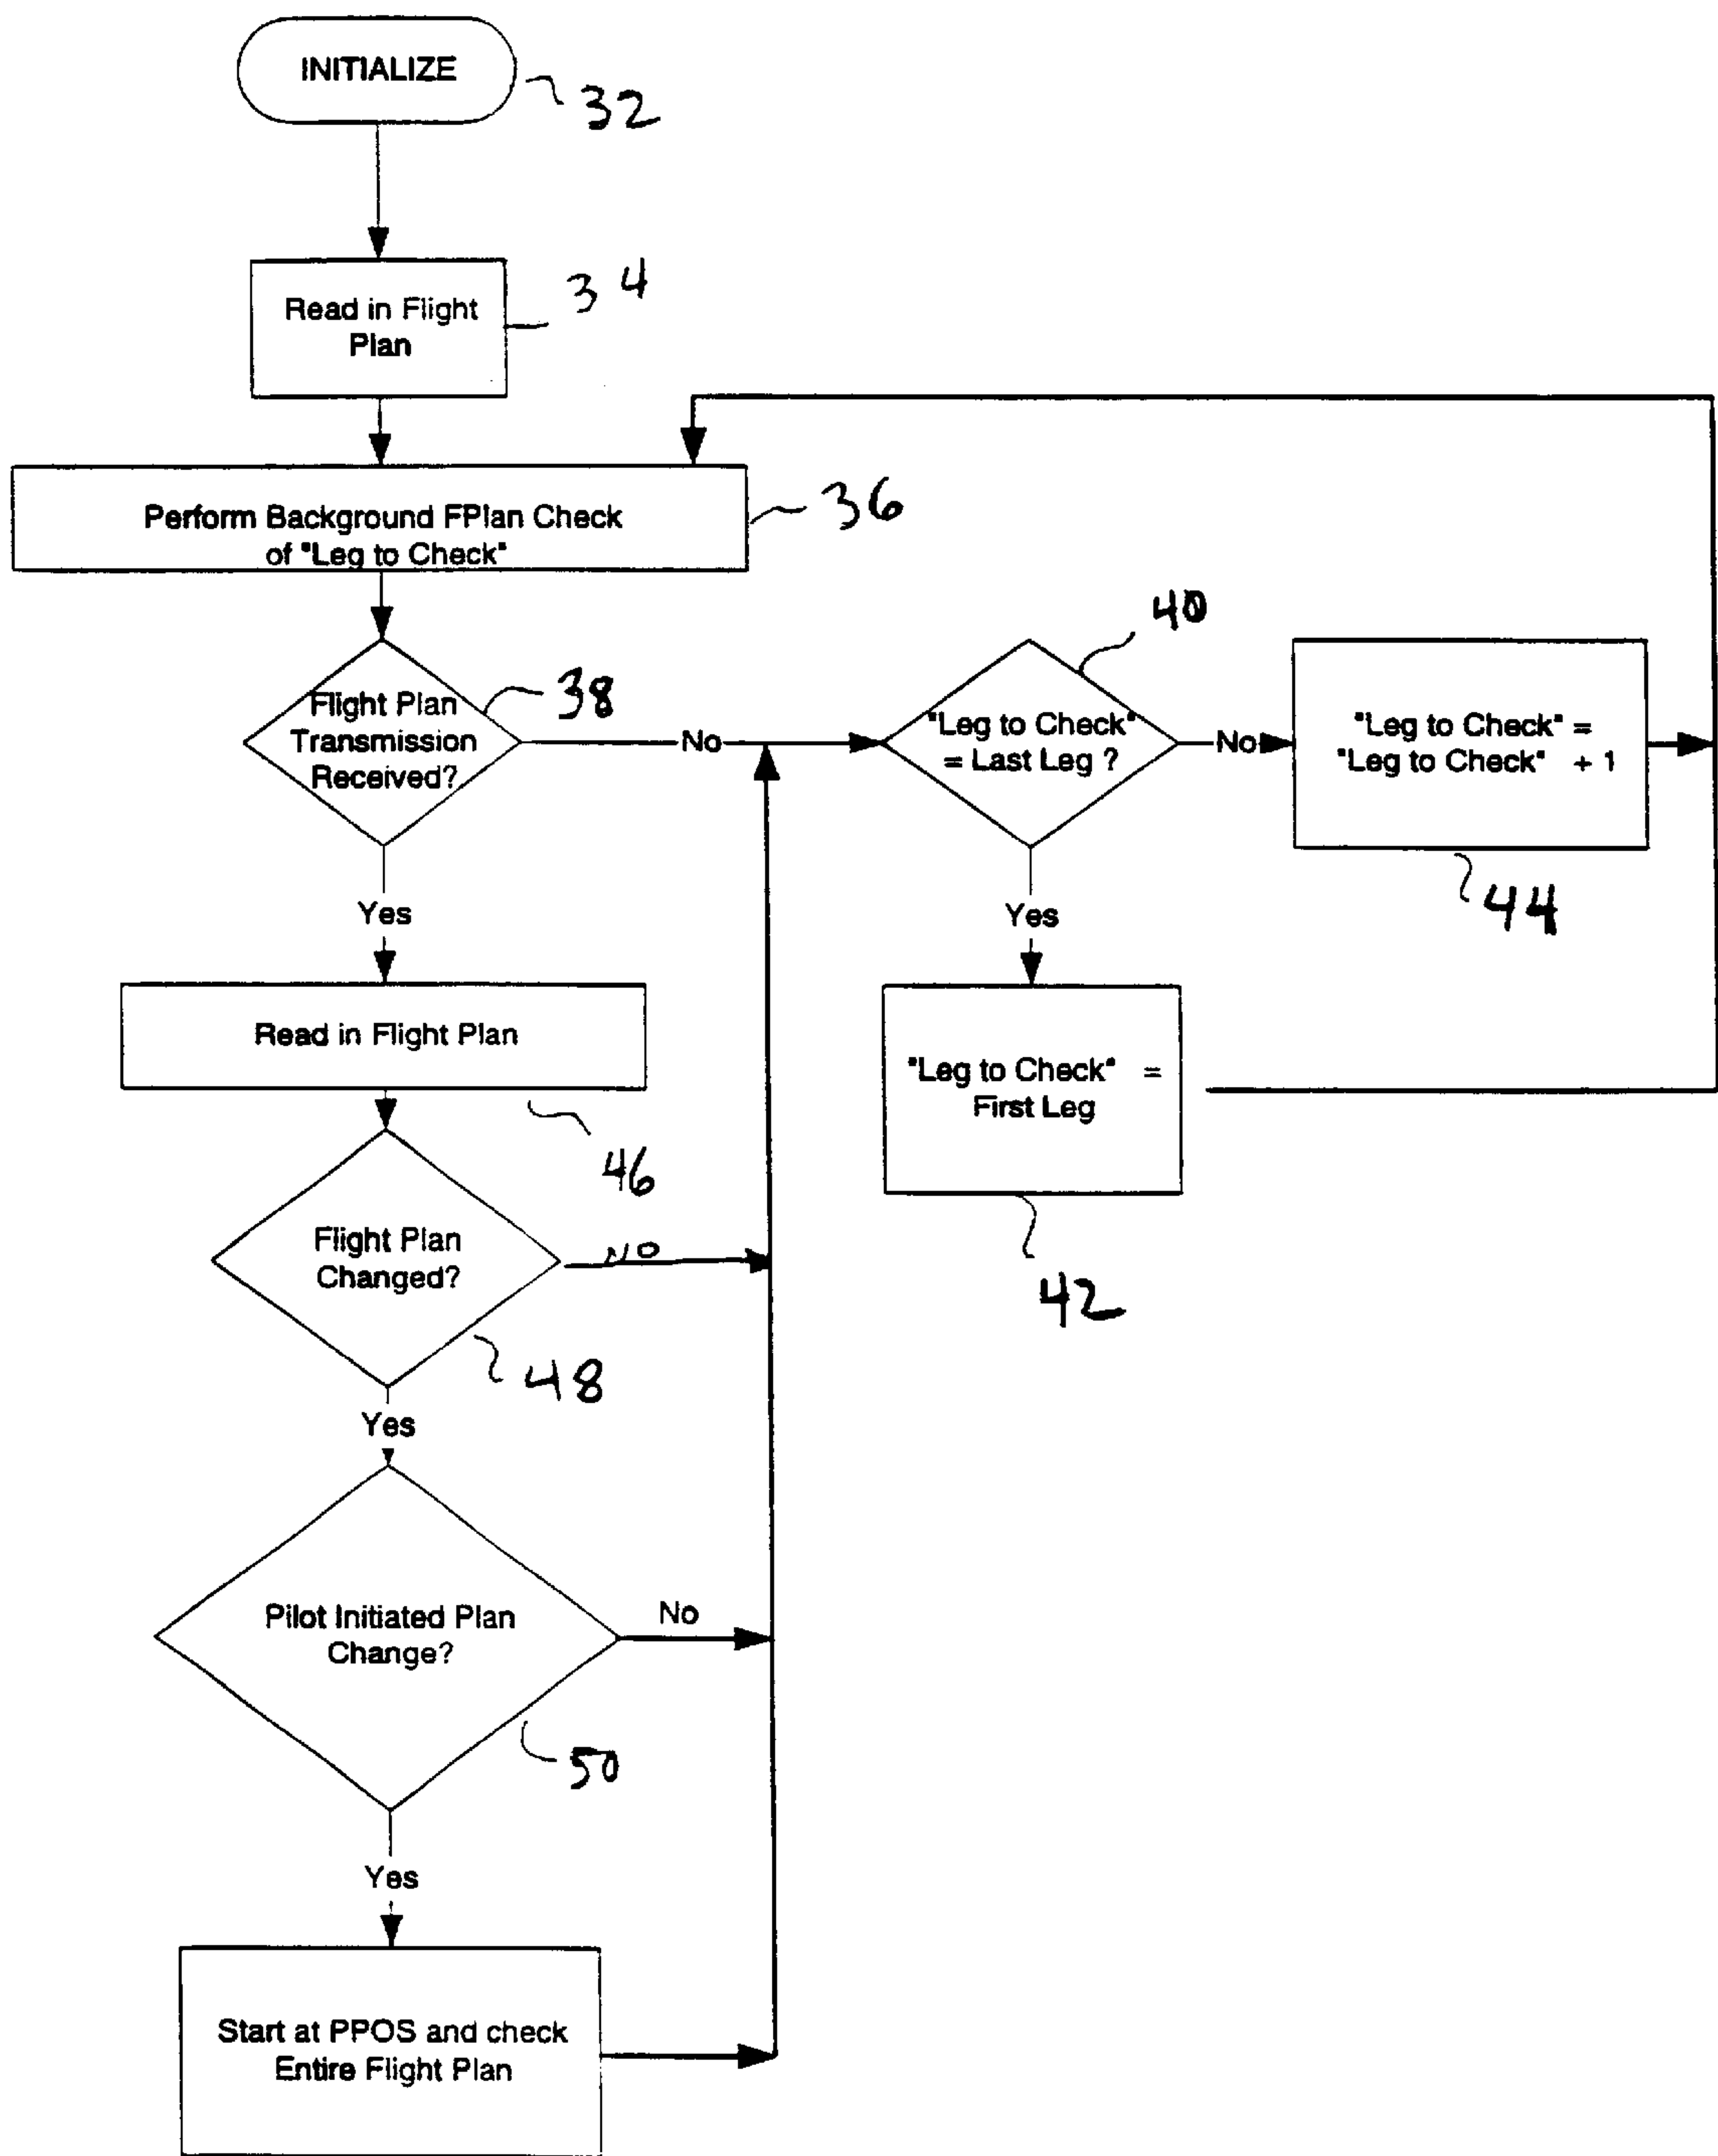 INITIALIZE
32
Read in Flight
Plan
34
Perform Background FPlan Check
of "Leg to Check"
36
Flight Plan
Transmission
Received?
38
No
"Leg to Check"
= Last Leg ?
40
No
"Leg to Check" =
"Leg to Check" + 1
44
Yes
Yes
Read in Flight Plan
46
"Leg to Check" =
First Leg
42
Flight Plan
Changed?
NO
48
Yes
Pilot Initiated Plan
Change?
No
50
Yes
Start at PPOS and check
Entire Flight Plan